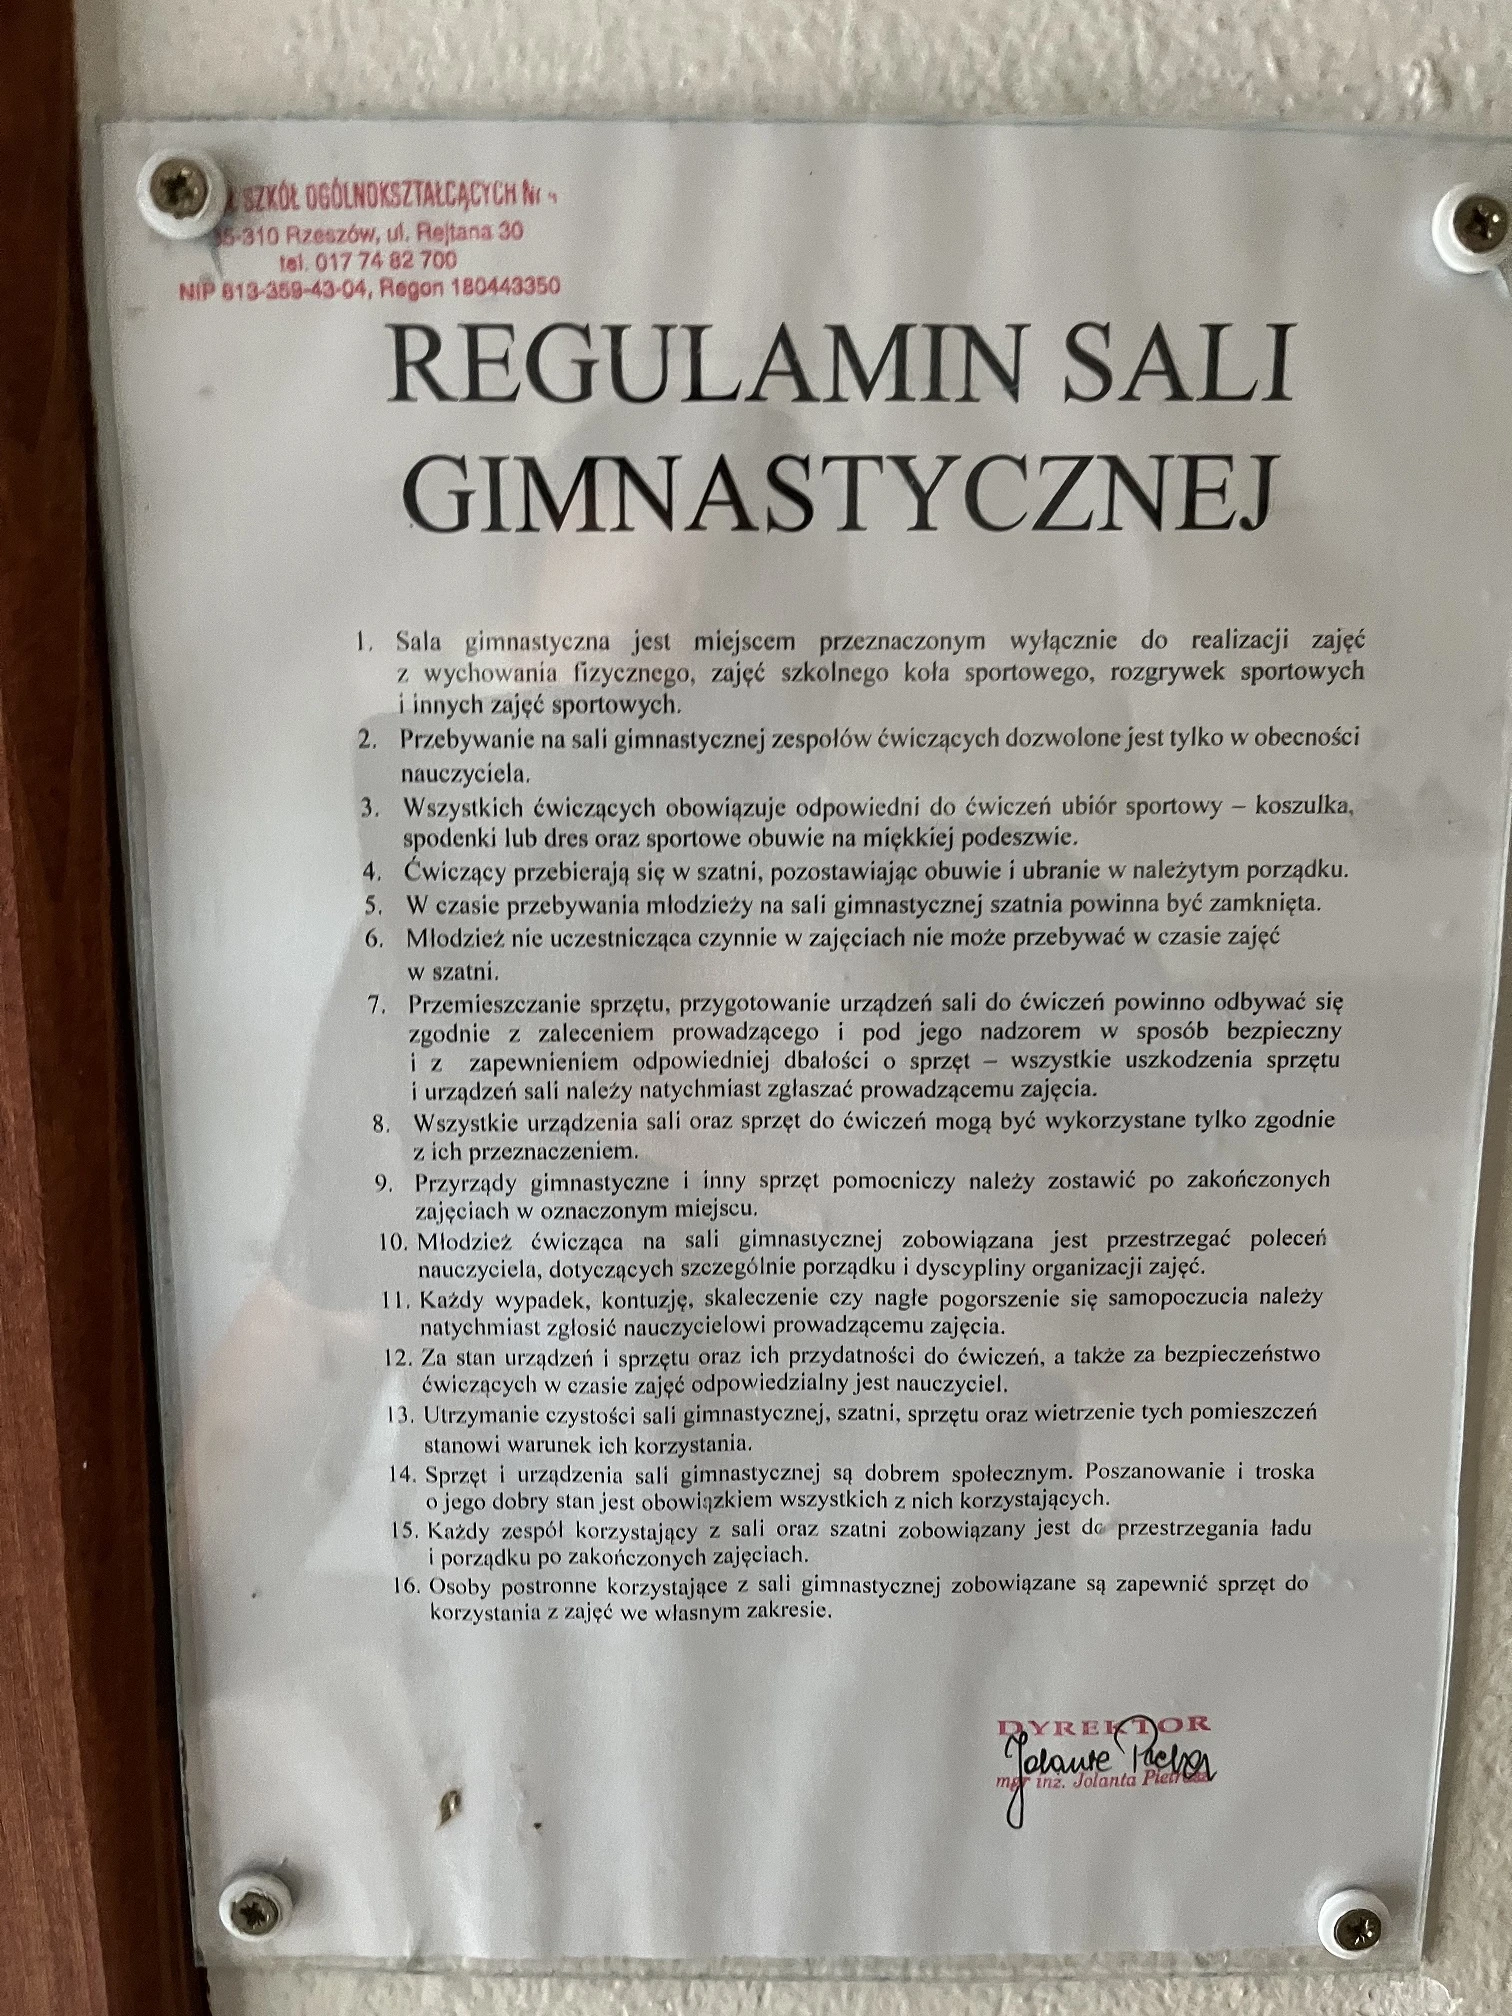 SZKÓŁ OGÓLNOKSZTAŁCĄCYCH Nr
35-310 Rzeszów, ul. Rejtana 30
tel. 017 74 82 700
NIP 813-359-43-04, Regon 180443350
REGULAMIN SALI
GIMNASTYCZNEJ
1. Sala gimnastyczna jest miejscem przeznaczonym wyłącznie do realizacji zajęć
z wychowania fizycznego, zajęć szkolnego koła sportowego, rozgrywek sportowych
i innych zajęć sportowych.
2. Przebywanie na sali gimnastycznej zespołów ćwiczących dozwolone jest tylko w obecności
nauczyciela.
3. Wszystkich ćwiczących obowiązuje odpowiedni do ćwiczeń ubiór sportowy – koszulka,
spodenki lub dres oraz sportowe obuwie na miękkiej podeszwie.
4. Ćwiczący przebierają się w szatni, pozostawiając obuwie i ubranie w należytym porządku.
5. W czasie przebywania młodzieży na sali gimnastycznej szatnia powinna być zamknięta.
6. Młodzież nie uczestnicząca czynnie w zajęciach nie może przebywać w czasie zajęć
w szatni.
7. Przemieszczanie sprzętu, przygotowanie urządzeń sali do ćwiczeń powinno odbywać się
zgodnie z zaleceniem prowadzącego i pod jego nadzorem w sposób bezpieczny
i z zapewnieniem odpowiedniej dbałości o sprzęt – wszystkie uszkodzenia sprzętu
i urządzeń sali należy natychmiast zgłaszać prowadzącemu zajęcia.
8. Wszystkie urządzenia sali oraz sprzęt do ćwiczeń mogą być wykorzystane tylko zgodnie
z ich przeznaczeniem.
9. Przyrządy gimnastyczne i inny sprzęt pomocniczy należy zostawić po zakończonych
zajęciach w oznaczonym miejscu.
10. Młodzież ćwicząca na sali gimnastycznej zobowiązana jest przestrzegać poleceń
nauczyciela, dotyczących szczególnie porządku i dyscypliny organizacji zajęć.
11. Każdy wypadek, kontuzję, skaleczenie czy nagłe pogorszenie się samopoczucia należy
natychmiast zgłosić nauczycielowi prowadzącemu zajęcia.
12. Za stan urządzeń i sprzętu oraz ich przydatności do ćwiczeń, a także za bezpieczeństwo
ćwiczących w czasie zajęć odpowiedzialny jest nauczyciel.
13. Utrzymanie czystości sali gimnastycznej, szatni, sprzętu oraz wietrzenie tych pomieszczeń
stanowi warunek ich korzystania.
14. Sprzęt i urządzenia sali gimnastycznej są dobrem społecznym. Poszanowanie i troska
o jego dobry stan jest obowiązkiem wszystkich z nich korzystających.
15. Każdy zespół korzystający z sali oraz szatni zobowiązany jest do przestrzegania ładu
i porządku po zakończonych zajęciach.
16. Osoby postronne korzystające z sali gimnastycznej zobowiązane są zapewnić sprzęt do
korzystania z zajęć we własnym zakresie.
DYREKTOR
mgr inż. Jolanta